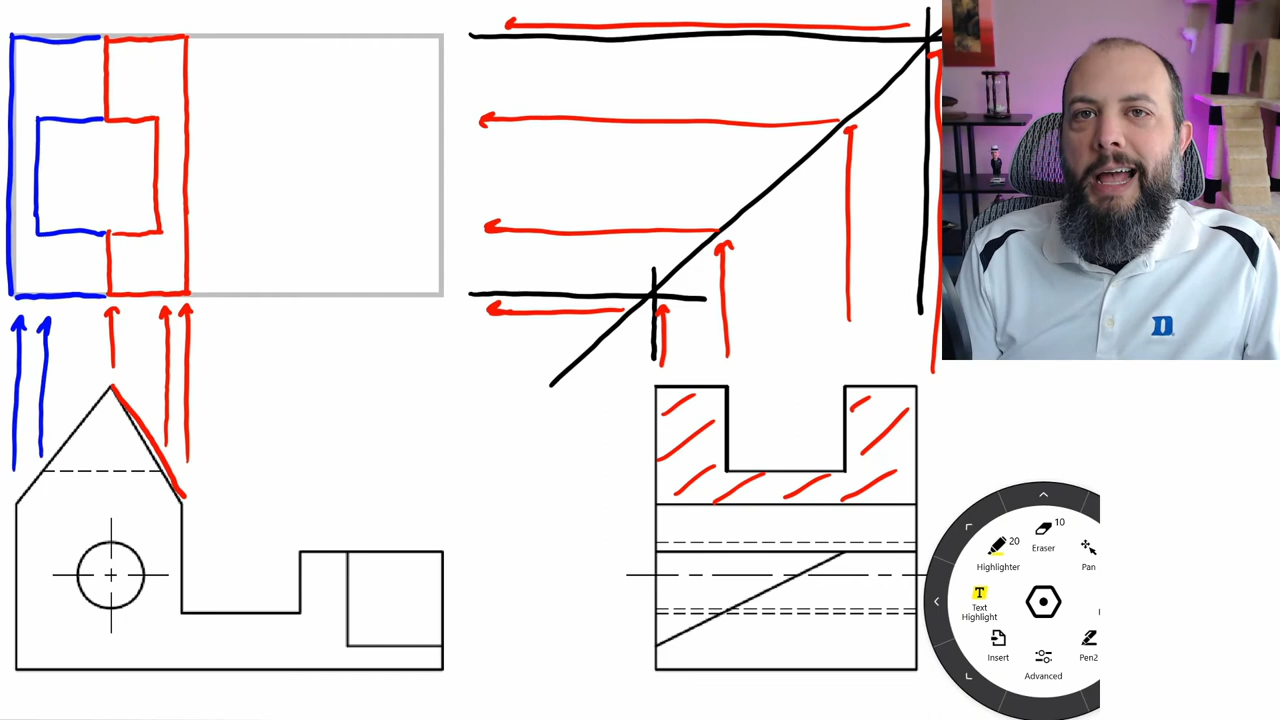 D
10
Eraser
20
Highlighter
Pan
T
Text
Highlight
Insert
Pen2
Advanced